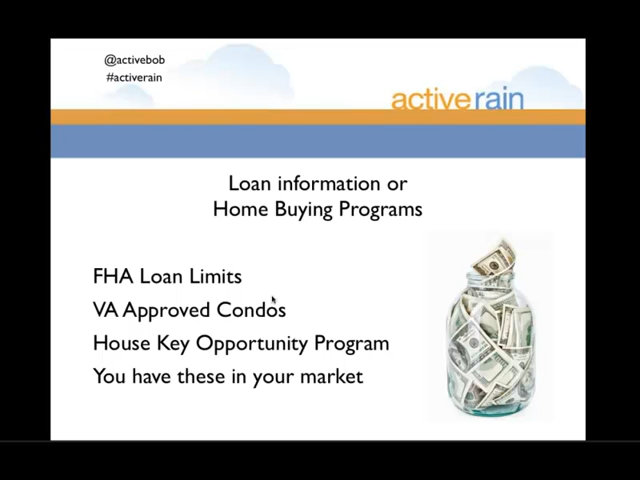 @activebob
#activerain
activerain
Loan information or
Home Buying Programs
FHA Loan Limits
VA Approved Condos
House Key Opportunity Program
You have these in your market